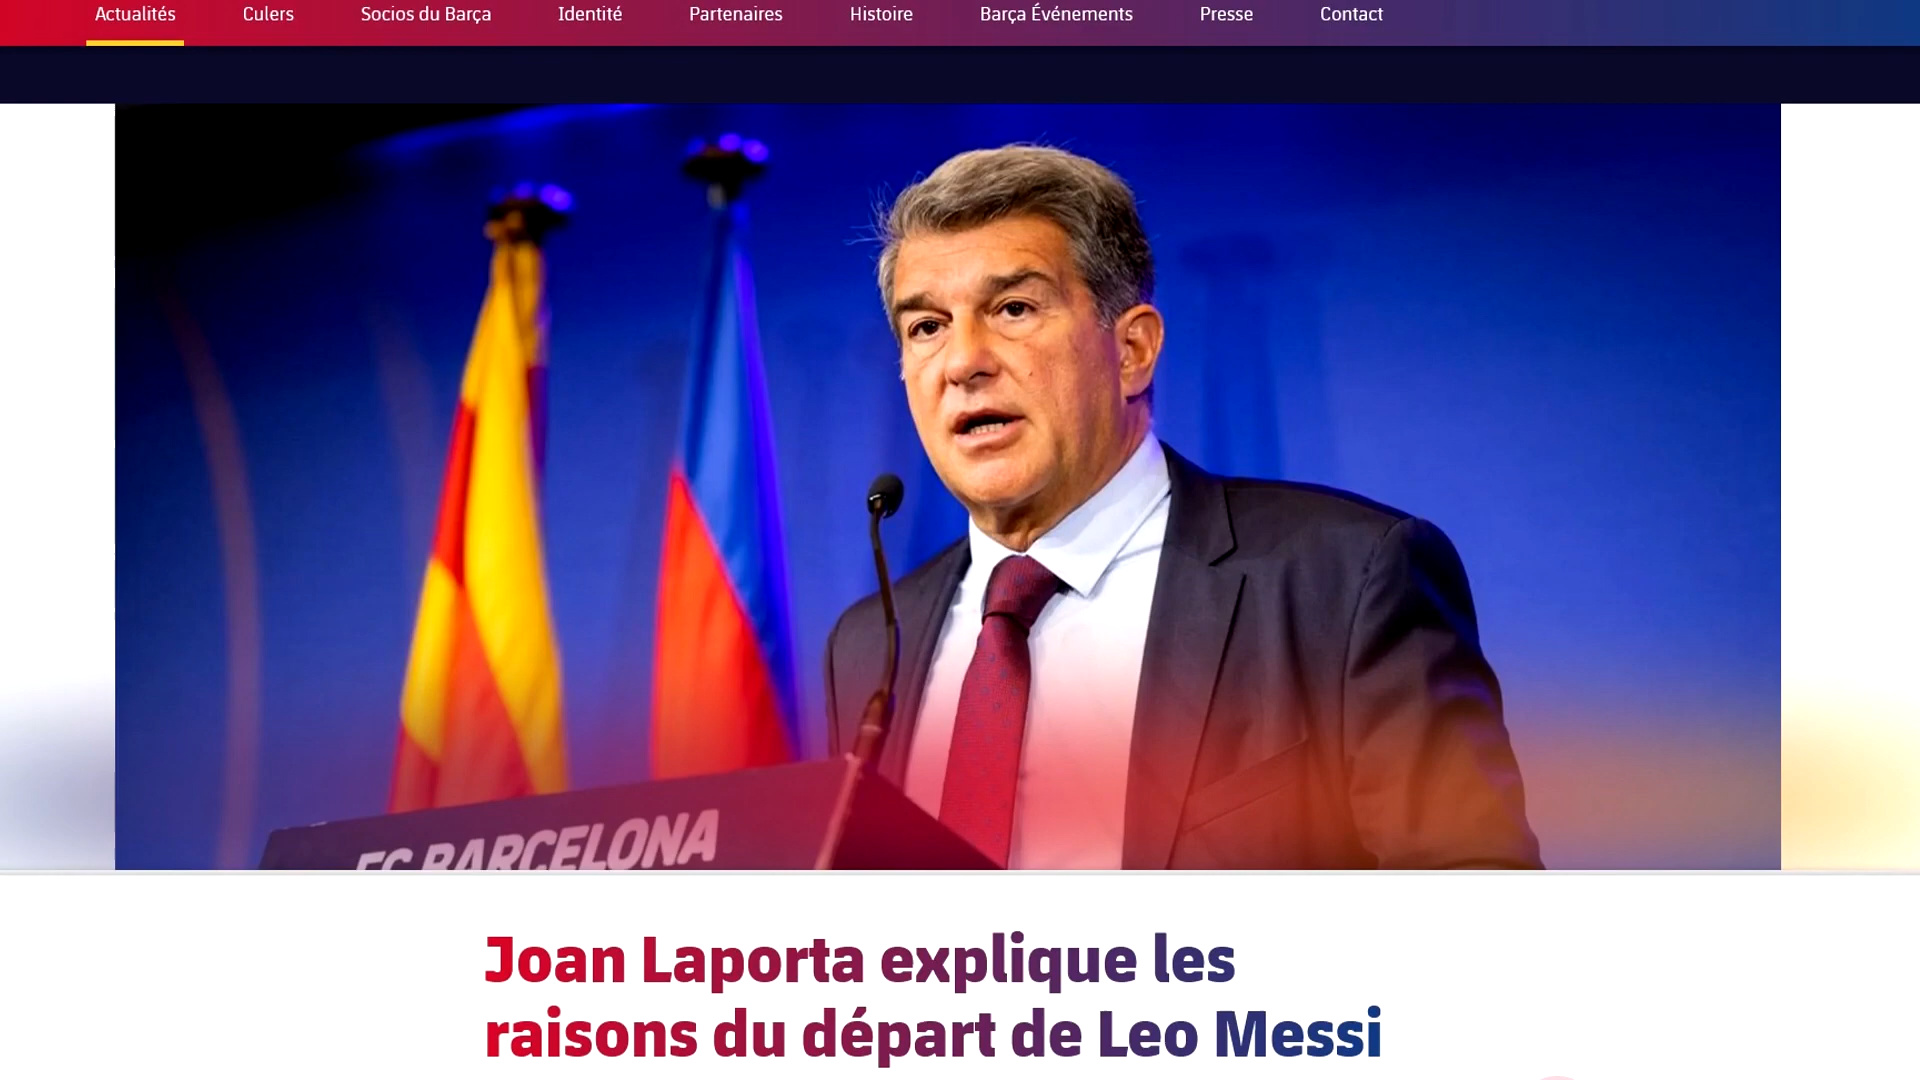 Actualités Culers Socios du Barça Identité Partenaires Histoire Barça Événements Presse Contact
FC BARCELONA
Joan Laporta explique les
raisons du départ de Leo Messi